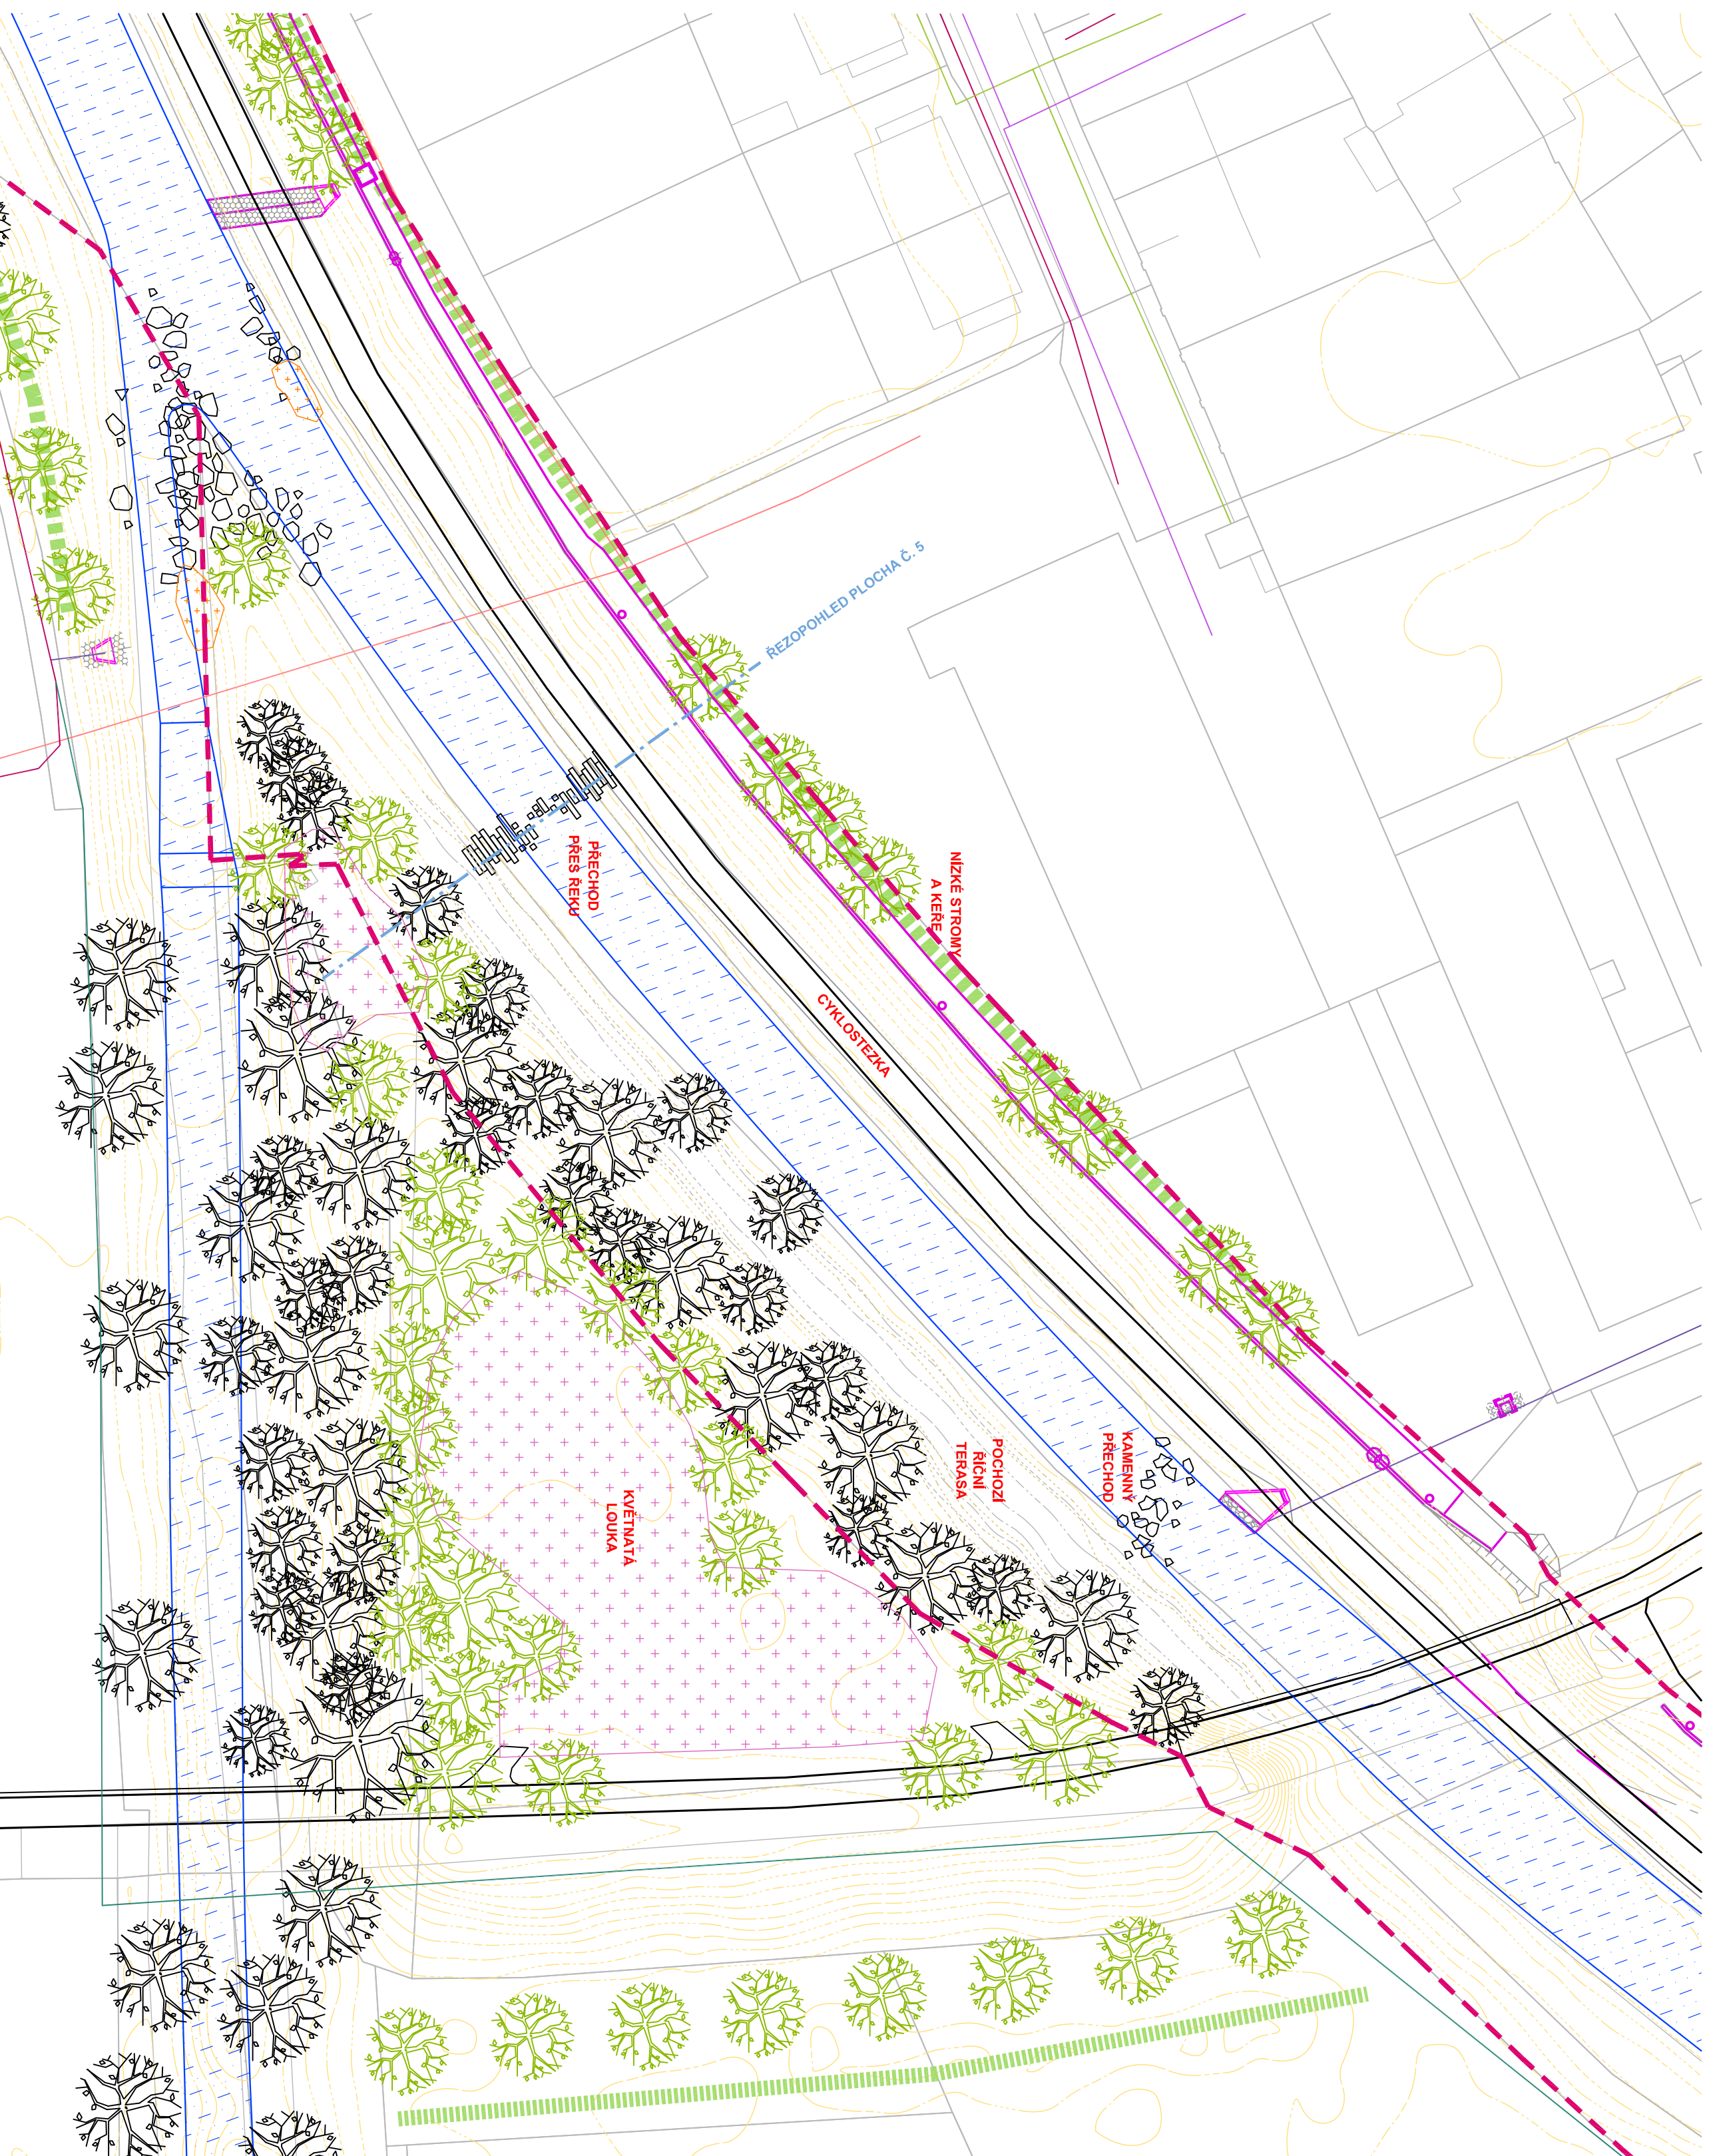 ŘEZOPOHLED PLOCHA Č. 5
PŘECHOD
PŘES ŘEKU
NÍZKÉ STROMY
A KEŘE
CYKLOSTEZKA
POCHOZÍ
ŘÍČNÍ
TERASA
KAMENNÝ
PŘECHOD
KVĚTNATÁ
LOUKA